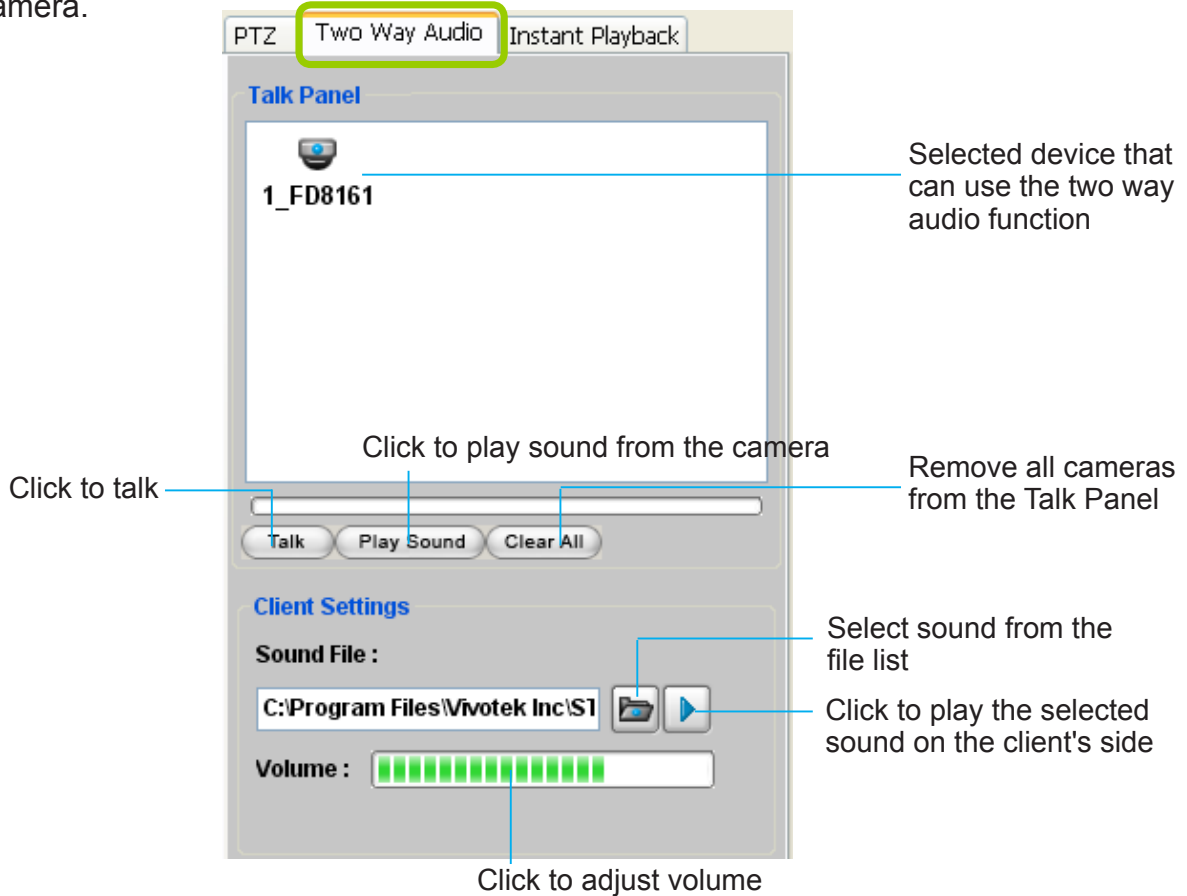 amera.
PTZ Two Way Audio Instant Playback
Talk Panel
1_FD8161
Selected device that
can use the two way
audio function
Click to play sound from the camera
Click to talk
Remove all cameras
from the Talk Panel
Talk Play Sound Clear All
Client Settings
Sound File :
Select sound from the
file list
C:\Program Files\Vivotek Inc\ST
Click to play the selected
sound on the client's side
Volume :
Click to adjust volume